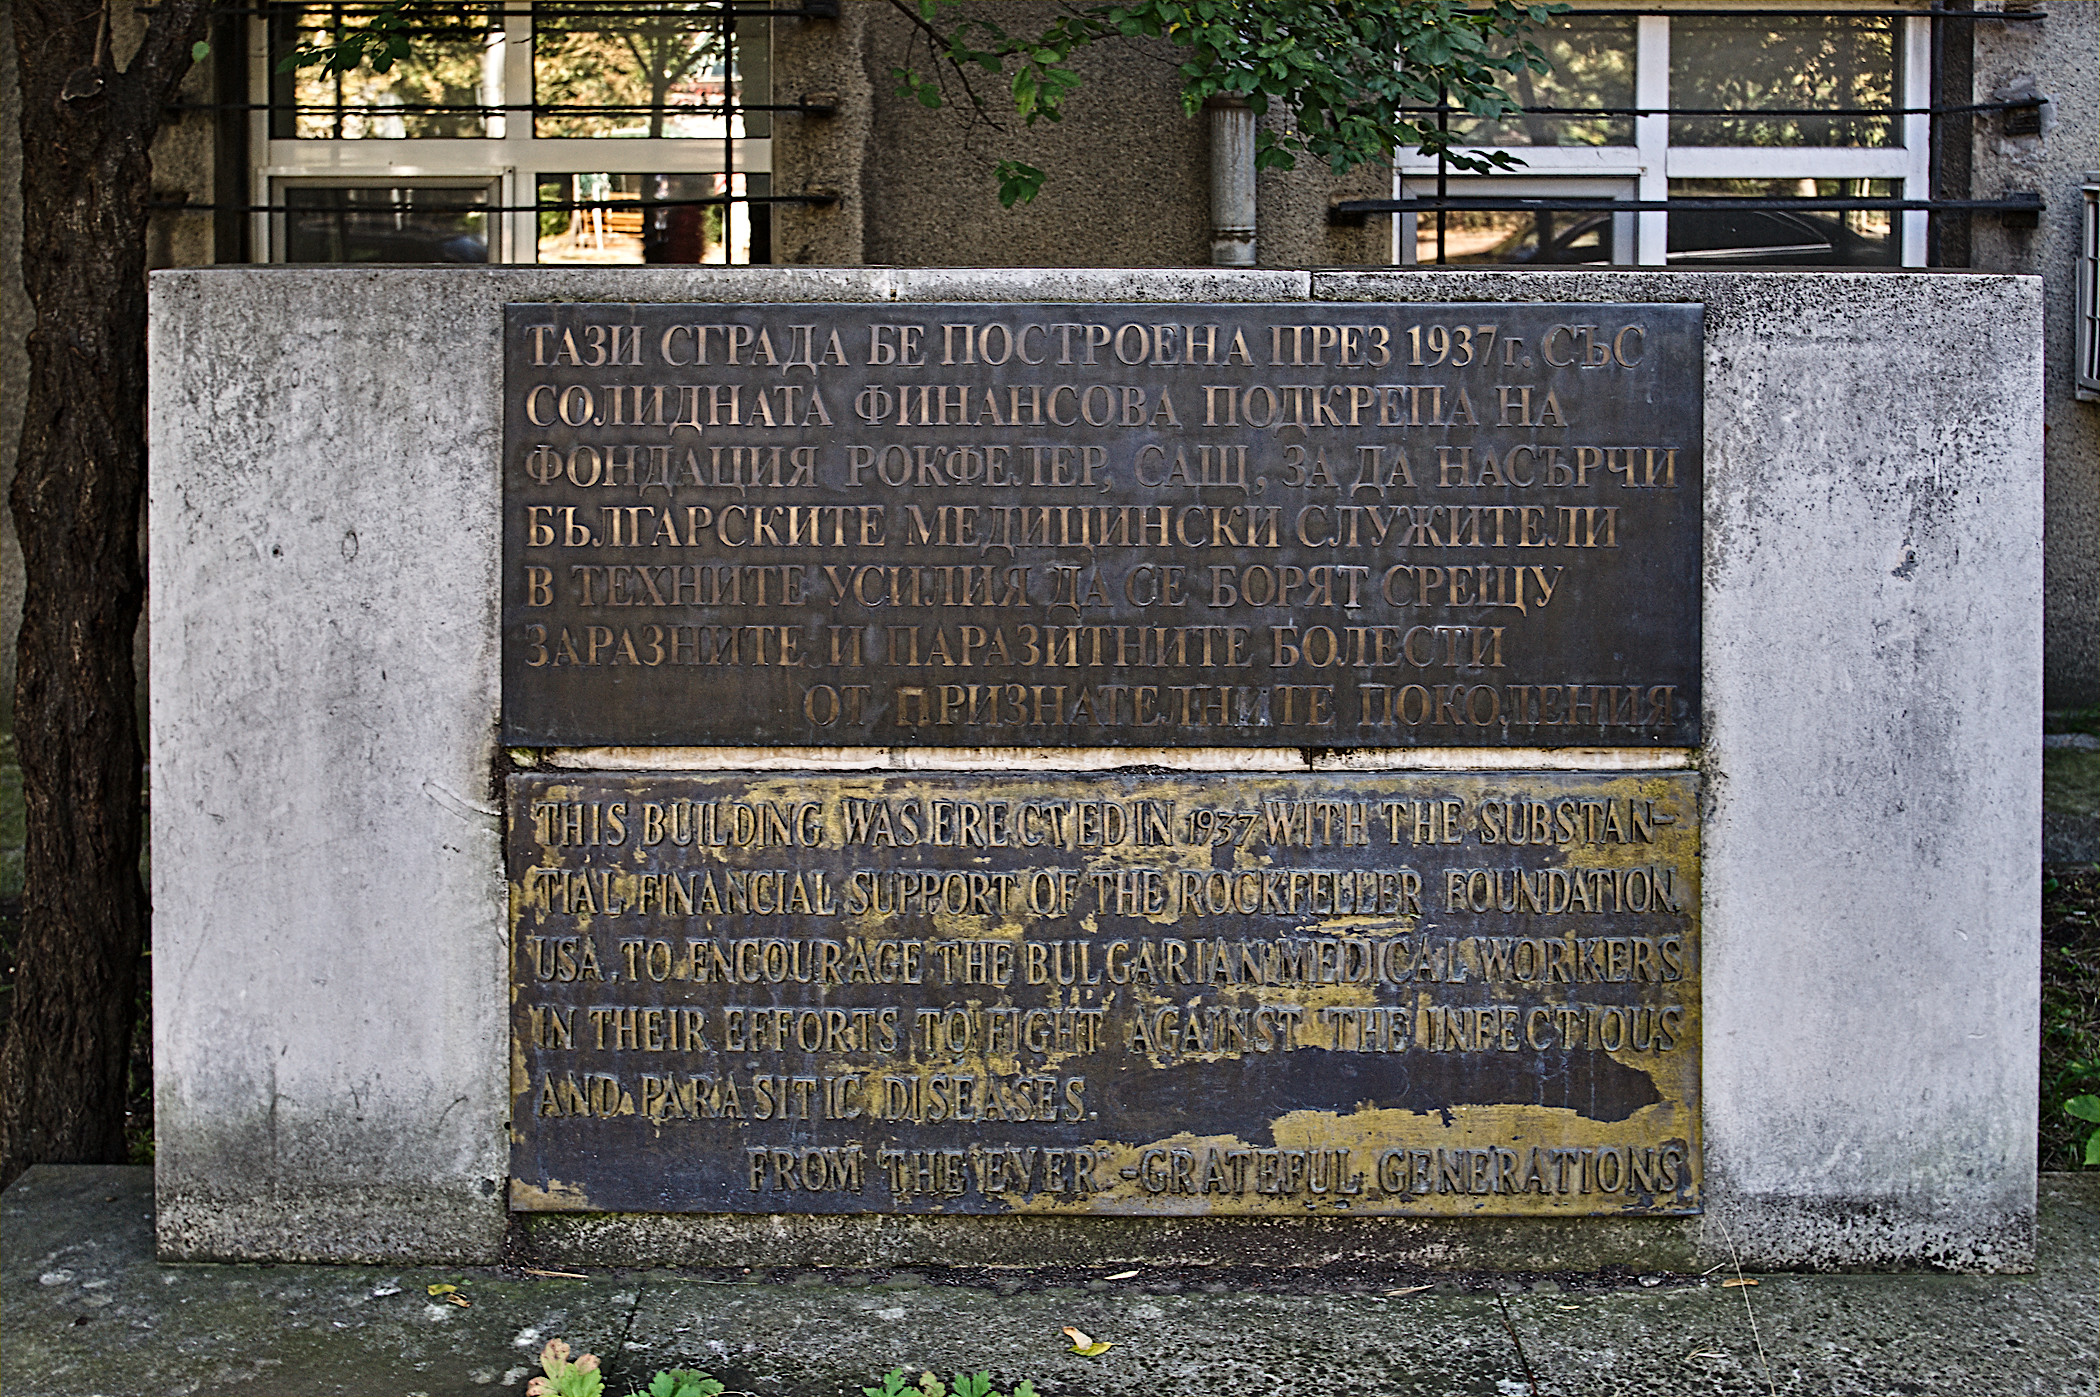 ТАЗИ СГРАДА БЕ ПОСТРОЕНА ПРЕЗ 1937г. СЪС
СОЛИДНАТА ФИНАНСОВА ПОДКРЕПА НА
ФОНДАЦИЯ РОКФЕЛЕР, САЩ, ЗА ДА НАСЪРЧИ
БЪЛГАРСКИТЕ МЕДИЦИНСКИ СЛУЖИТЕЛИ
В ТЕХНИТЕ УСИЛИЯ ДА СЕ БОРЯТ СРЕЩУ
ЗАРАЗНИТЕ И ПАРАЗИТНИТЕ БОЛЕСТИ
ОТ ПРИЗНАТЕЛНИТЕ ПОКОЛЕНИЯ
THIS BUILDING WAS ERECTED IN 1937 WITH THE SUBSTAN-
TIAL FINANCIAL SUPPORT OF THE ROCKFELLER FOUNDATION,
USA, TO ENCOURAGE THE BULGARIAN MEDICAL WORKERS
IN THEIR EFFORTS TO FIGHT AGAINST THE INFECTIOUS
AND PARASITIC DISEASES.
FROM THE EVER-GRATEFUL GENERATIONS